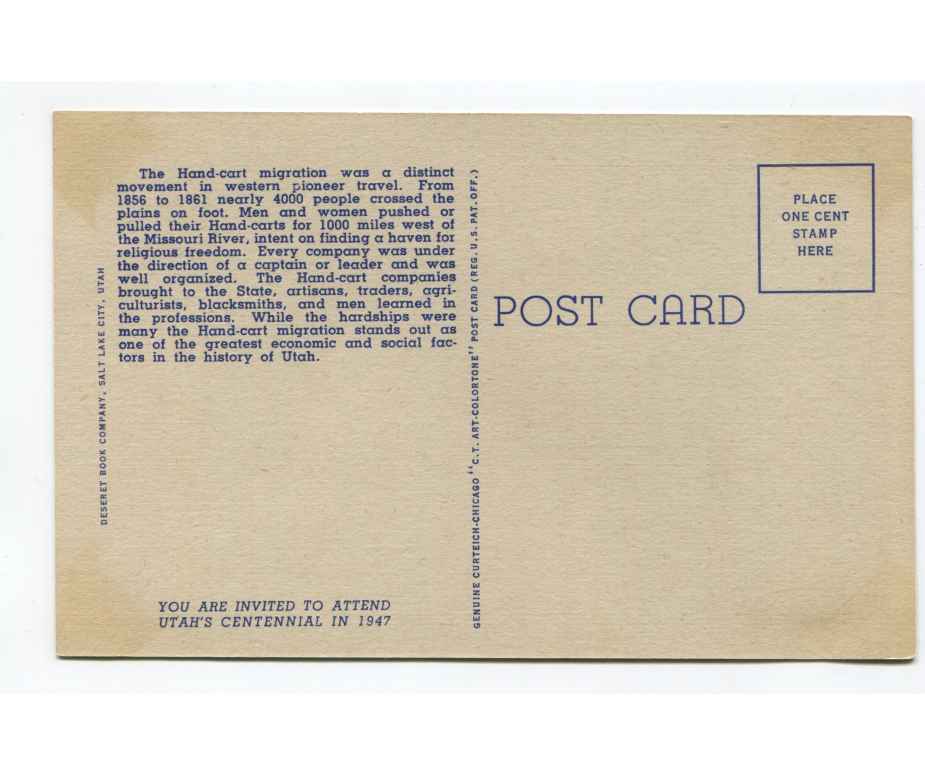 The Hand-cart migration was a distinct
movement in western pioneer travel. From
1856 to 1861 nearly 4000 people crossed the
plains on foot. Men and women pushed or
pulled their Hand-carts for 1000 miles west of
the Missouri River, intent on finding a haven for
religious freedom. Every company was under
the direction of a captain or leader and was
well organized. The Hand-cart companies
brought to the State, artisans, traders, agri-
culturists, blacksmiths, and men learned in
the professions. While the hardships were
many the Hand-cart migration stands out as
one of the greatest economic and social fac-
tors in the history of Utah.
DESERET BOOK COMPANY, SALT LAKE CITY, UTAH
YOU ARE INVITED TO ATTEND
UTAH'S CENTENNIAL IN 1947
GENUINE CURTEICH-CHICAGO "C.T. ART-COLORTONE" POST CARD (REG. U.S. PAT. OFF.)
POST CARD
PLACE
ONE CENT
STAMP
HERE